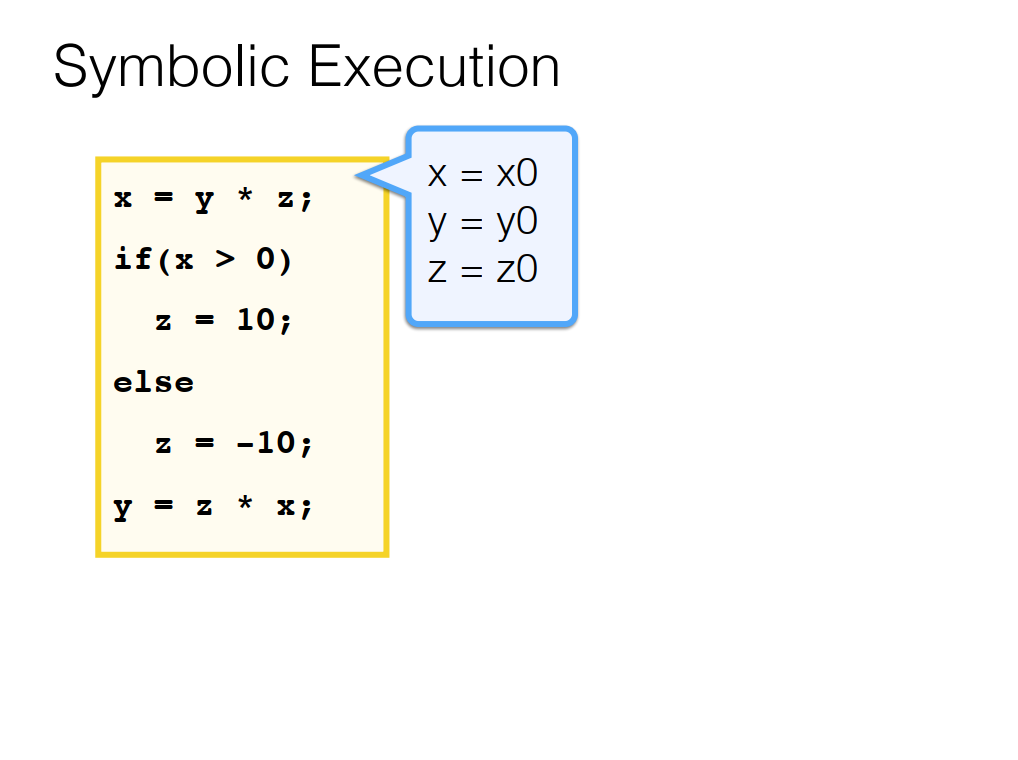 Symbolic Execution
x = y * z;
if(x > 0)
z = 10;
else
z = -10;
y = z * x;
x = x0
y = y0
z = z0